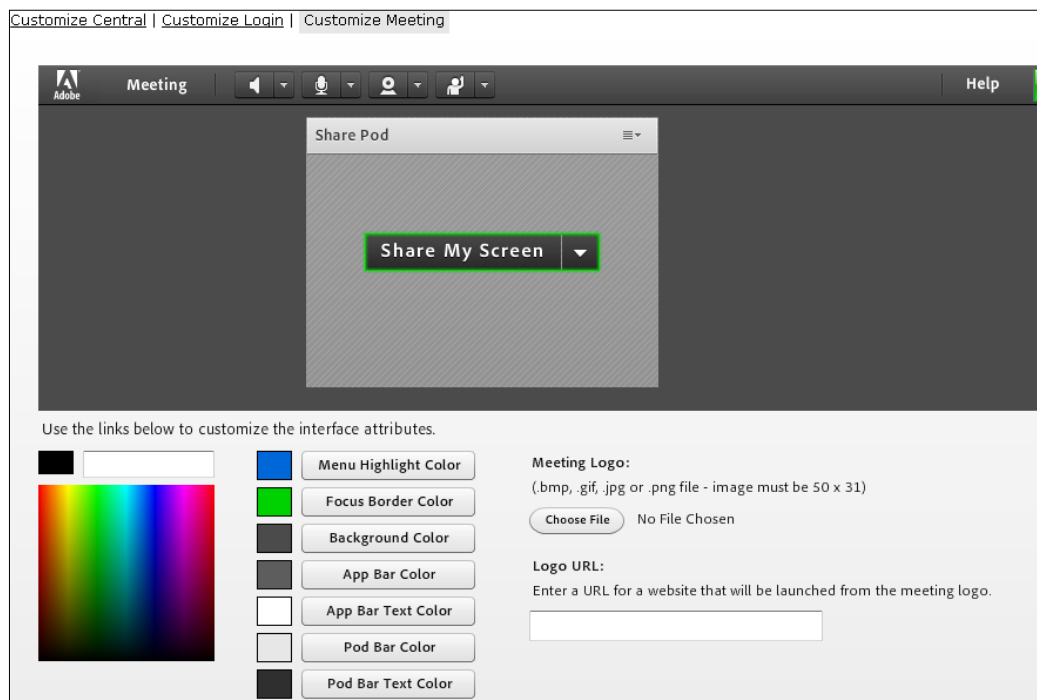 Customize Central | Customize Login | Customize Meeting
Adobe Meeting Help
Share Pod
Share My Screen
Use the links below to customize the interface attributes.
Menu Highlight Color
Focus Border Color
Background Color
App Bar Color
App Bar Text Color
Pod Bar Color
Pod Bar Text Color
Meeting Logo:
(.bmp, .gif, .jpg or .png file - image must be 50 x 31)
Choose File No File Chosen
Logo URL:
Enter a URL for a website that will be launched from the meeting logo.